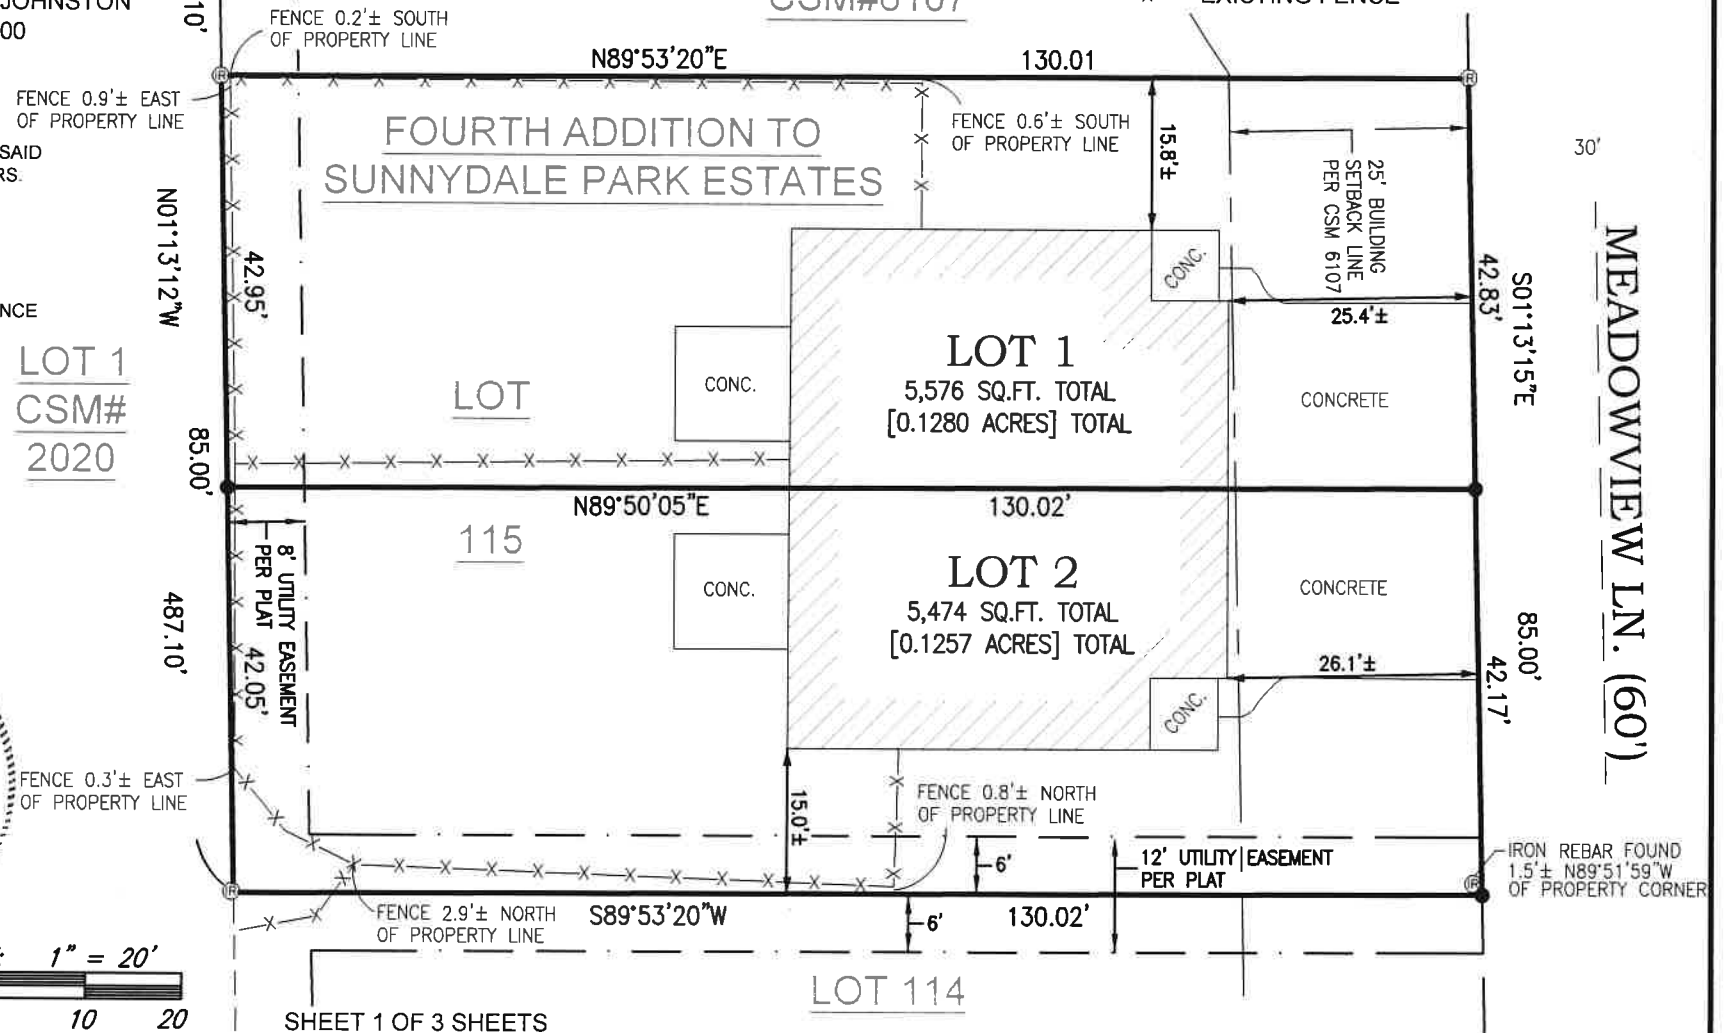 JOHNSTON
00
10'
FENCE 0.2'± SOUTH
OF PROPERTY LINE
EXISTING FENCE
N89°53'20"E
130.01
FENCE 0.9'± EAST
OF PROPERTY LINE
SAID
RS.
FOURTH ADDITION TO
SUNNYDALE PARK ESTATES
FENCE 0.6'± SOUTH
OF PROPERTY LINE
15.8'±
25' BUILDING
SETBACK LINE
PER CSM 6107
30'
N01°13'12"W
42.95'
NCE
LOT 1
CSM#
2020
85.00'
LOT
CONC.
CONC.
LOT 1
5,576 SQ.FT. TOTAL
[0.1280 ACRES] TOTAL
25.4'±
42.83'
S01°13'15"E
CONCRETE
MEADOWVIEW LN. (60')
N89°50'05"E
130.02'
115
8' UTILITY EASEMENT
PER PLAT
42.05'
487.10'
CONC.
LOT 2
5,474 SQ.FT. TOTAL
[0.1257 ACRES] TOTAL
CONCRETE
26.1'±
CONC.
85.00'
42.17'
FENCE 0.3'± EAST
OF PROPERTY LINE
15.0'±
FENCE 0.8'± NORTH
OF PROPERTY LINE
6'
12' UTILITY EASEMENT
PER PLAT
IRON REBAR FOUND
1.5'± N89°51'59"W
OF PROPERTY CORNER
FENCE 2.9'± NORTH
OF PROPERTY LINE
S89°53'20"W
6'
130.02'
1" = 20'
10 20
LOT 114
SHEET 1 OF 3 SHEETS